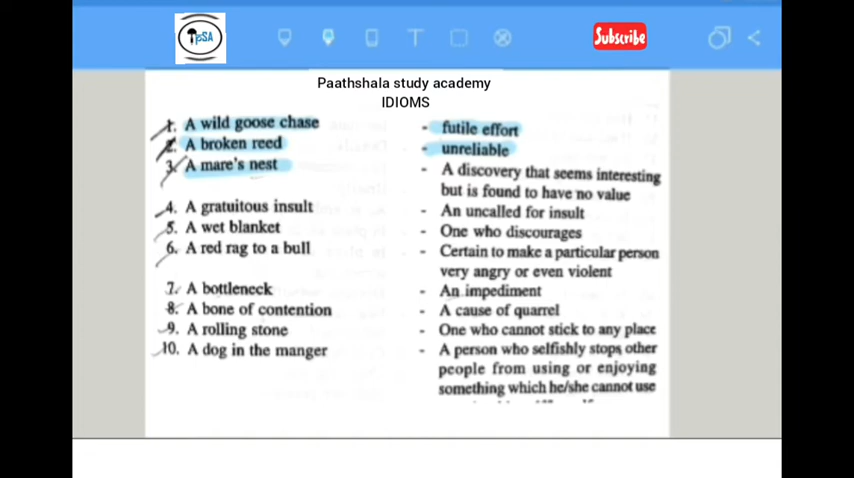 pSA
T
Subscribe
Paathshala study academy
IDIOMS
1. A wild goose chase - futile effort
2. A broken reed - unreliable
3. A mare's nest - A discovery that seems interesting
but is found to have no value
4. A gratuitous insult - An uncalled for insult
5. A wet blanket - One who discourages
6. A red rag to a bull - Certain to make a particular person
very angry or even violent
7. A bottleneck - An impediment
8. A bone of contention - A cause of quarrel
9. A rolling stone - One who cannot stick to any place
10. A dog in the manger - A person who selfishly stops other
people from using or enjoying
something which he/she cannot use